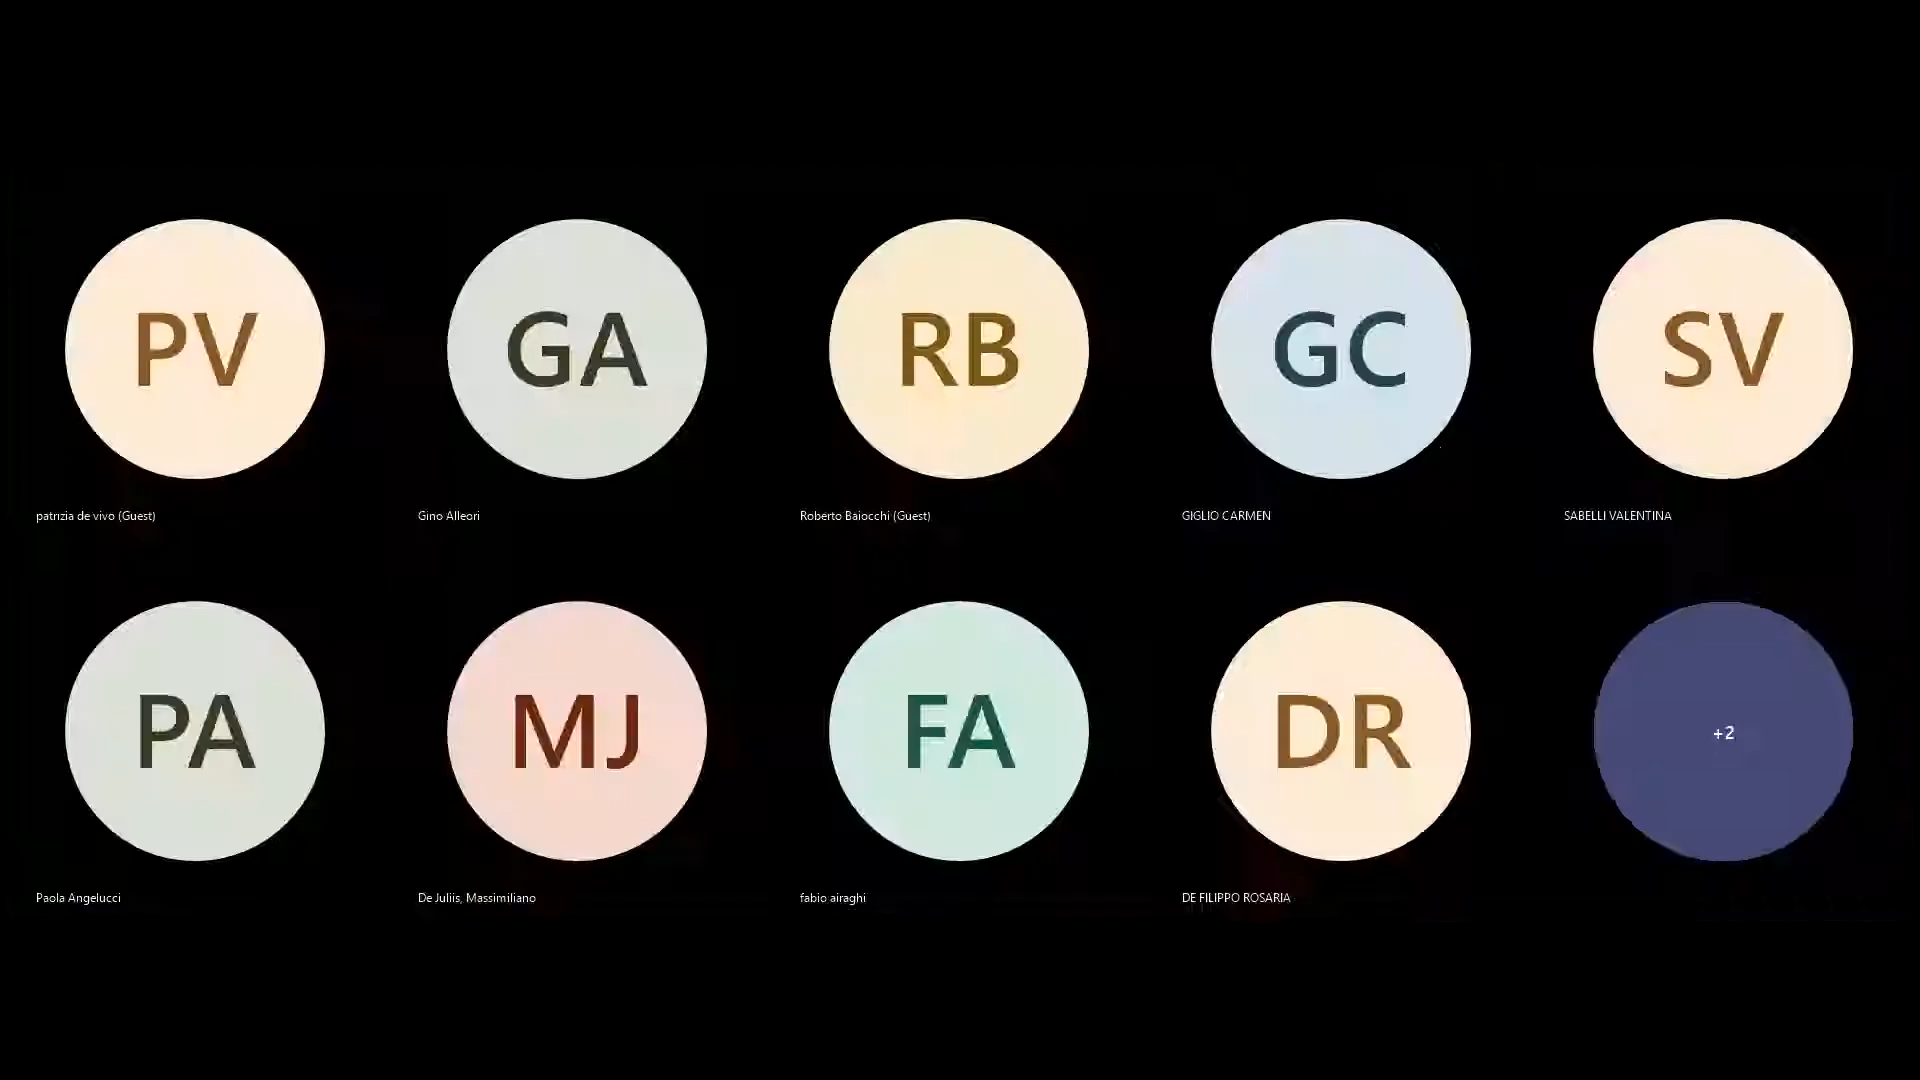 PV
GA
RB
GC
SV
patrizia de vivo (Guest)
Gino Alleori
Roberto Baiocchi (Guest)
GIGLIO CARMEN
SABELLI VALENTINA
PA
MJ
FA
DR
+2
Paola Angelucci
De Juliis, Massimiliano
fabio airaghi
DE FILIPPO ROSARIA